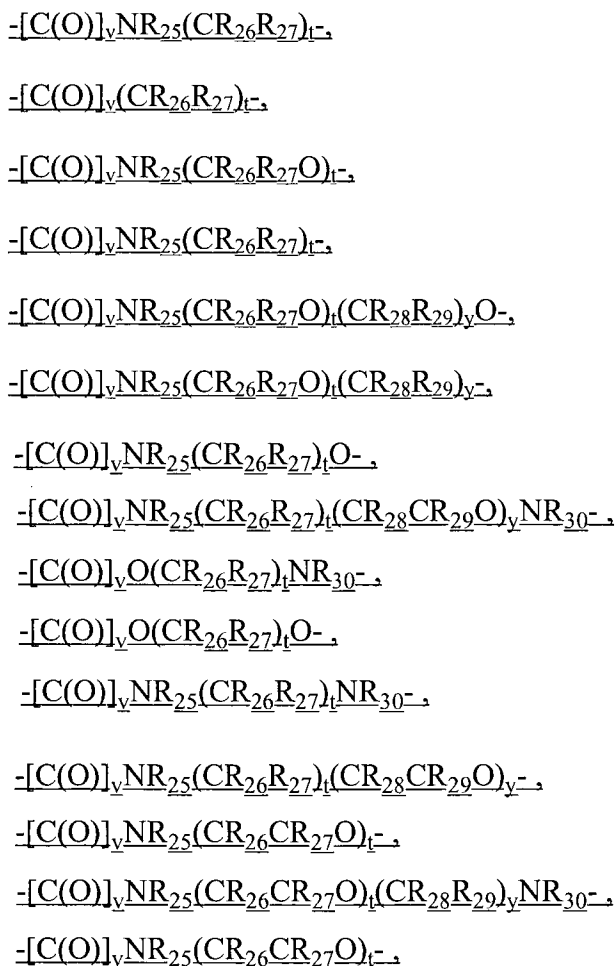 -[C(O)]vNR25(CR26R27)t-,
-[C(O)]v(CR26R27)t-,
-[C(O)]vNR25(CR26R27O)t-,
-[C(O)]vNR25(CR26R27)t-,
-[C(O)]vNR25(CR26R27O)t(CR28R29)yO-,
-[C(O)]vNR25(CR26R27O)t(CR28R29)y-,
-[C(O)]vNR25(CR26R27)tO- ,
-[C(O)]vNR25(CR26R27)t(CR28CR29O)yNR30- ,
-[C(O)]vO(CR26R27)tNR30- ,
-[C(O)]vO(CR26R27)tO- ,
-[C(O)]vNR25(CR26R27)tNR30- ,
-[C(O)]vNR25(CR26R27)t(CR28CR29O)y- ,
-[C(O)]vNR25(CR26CR27O)t- ,
-[C(O)]vNR25(CR26CR27O)t(CR28R29)yNR30- ,
-[C(O)]vNR25(CR26CR27O)t- ,